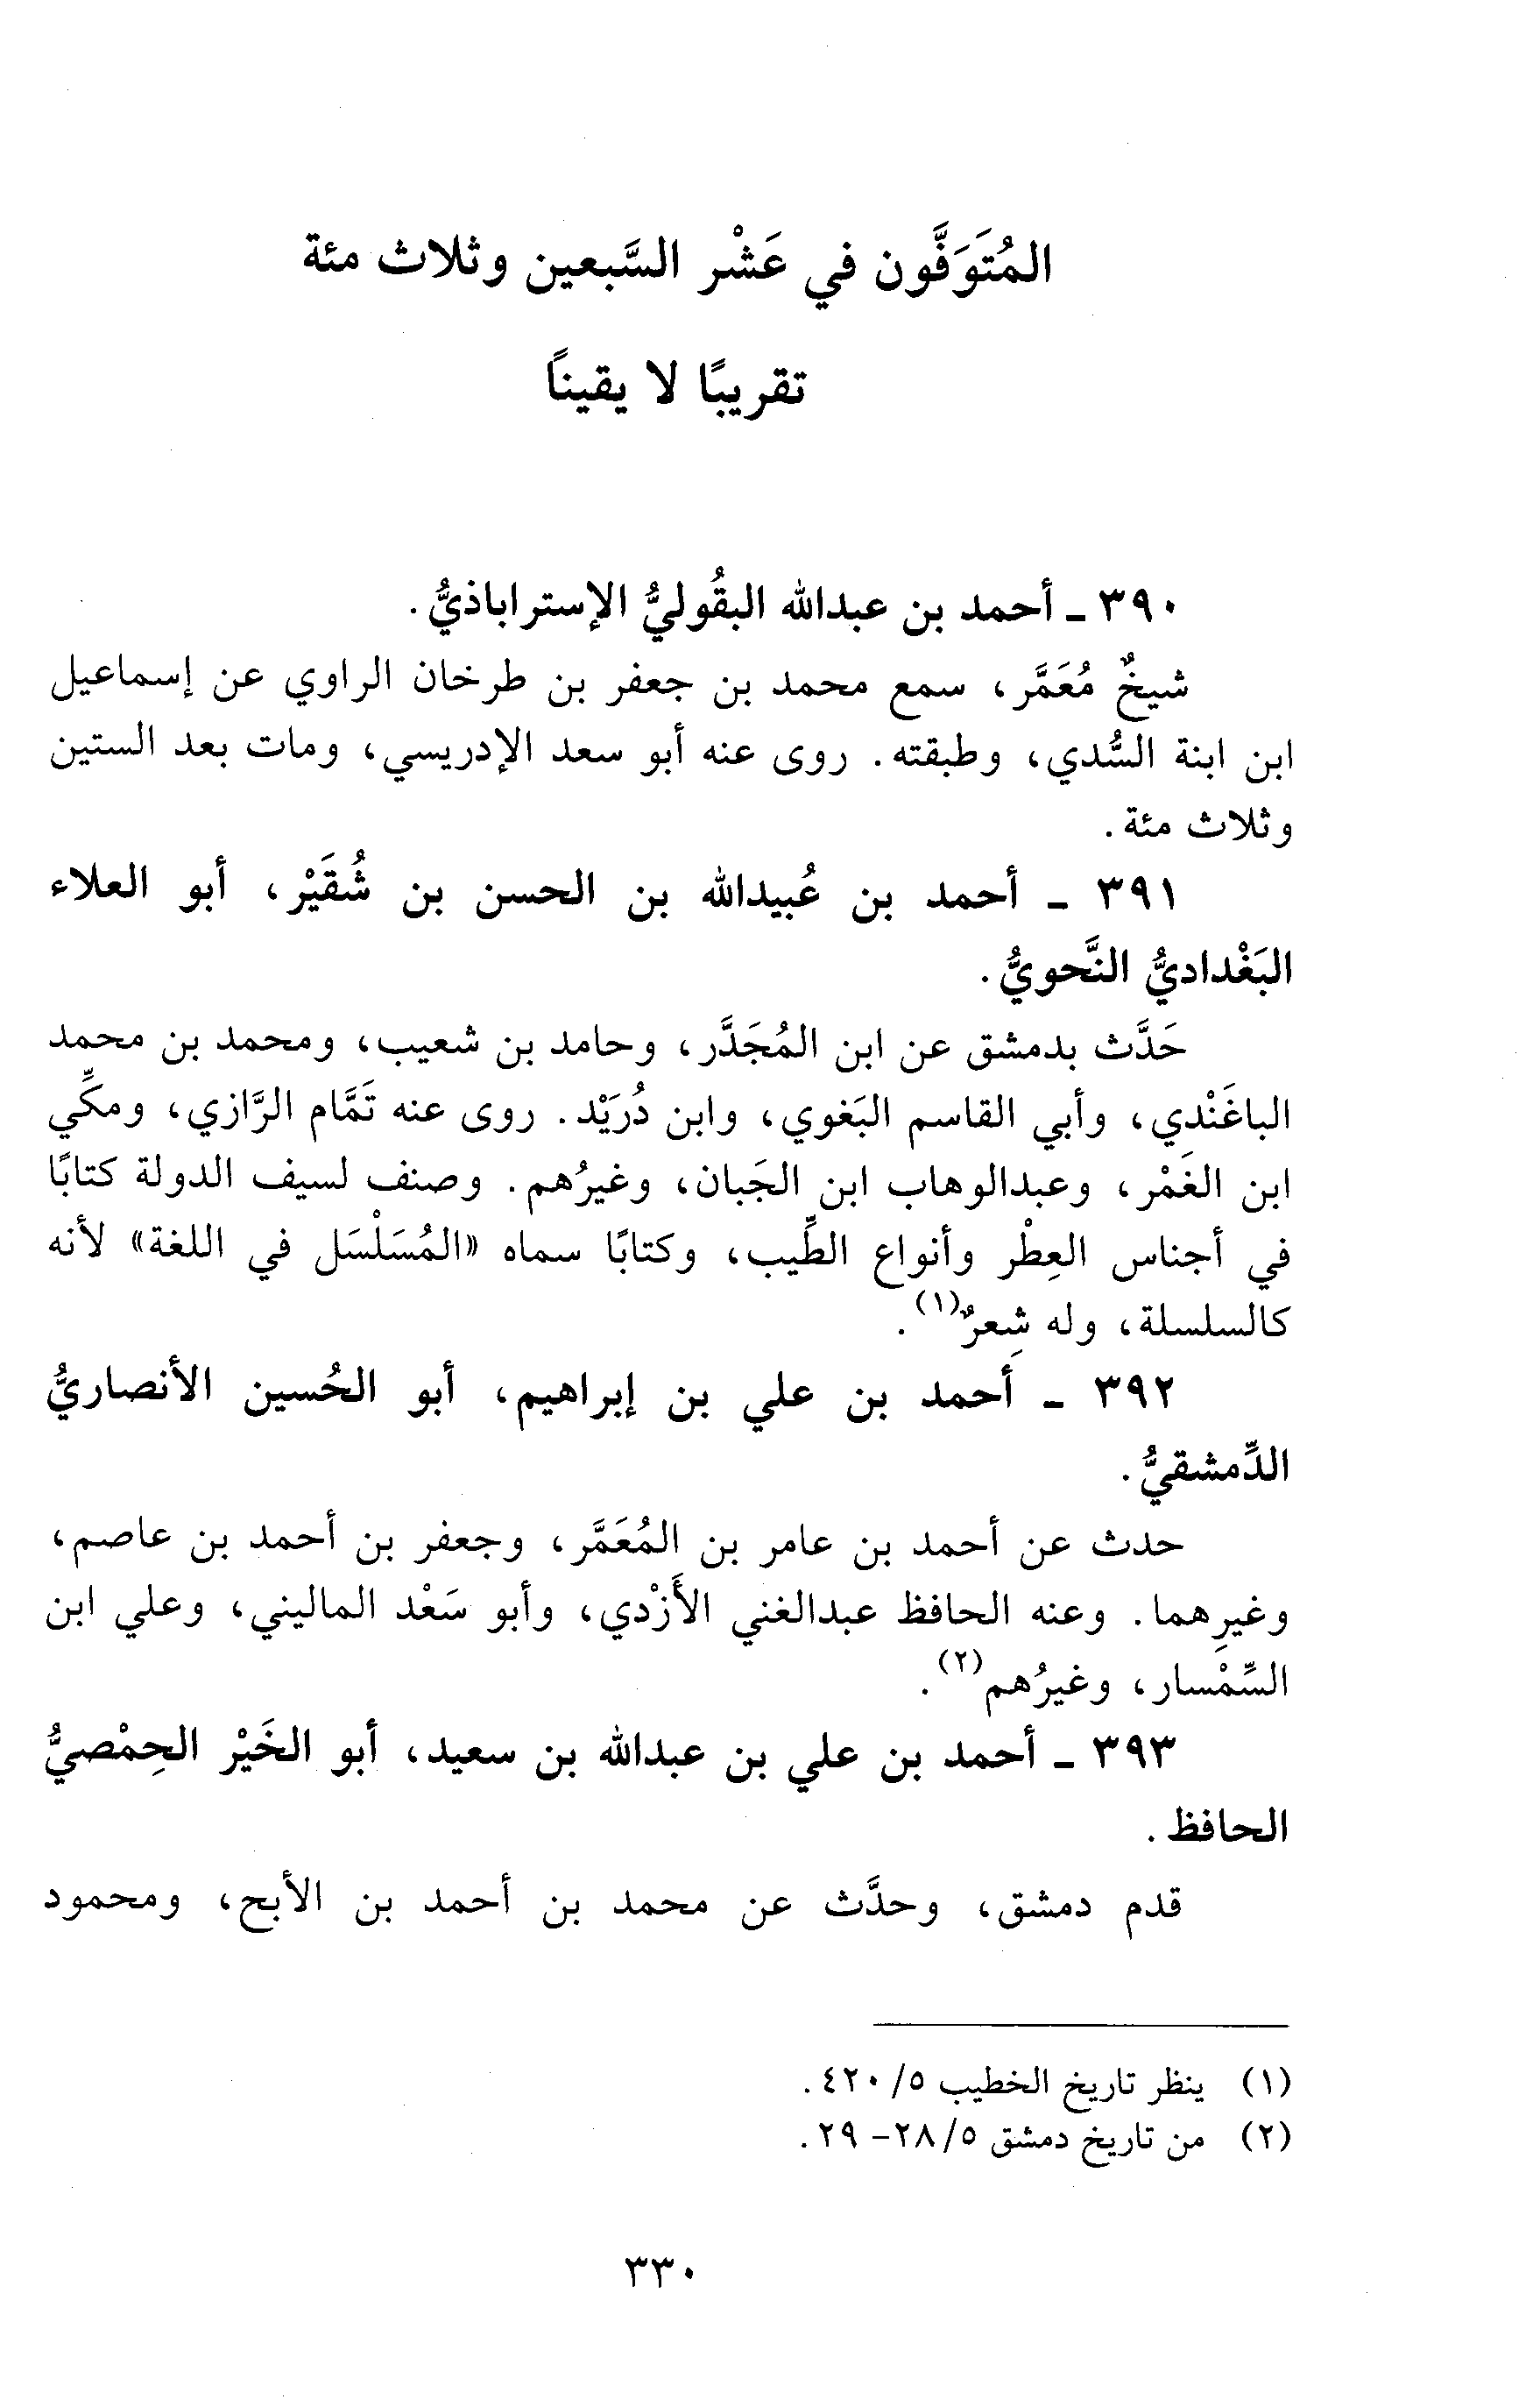 المُتَوَفَّون في عَشْر السَّبعين وثلاث مئة
تقريبًا لا يقيناً
٣٩٠ - أحمد بن عبدالله البقُوليُّ الإستراباذيُّ.
شيخٌ مُعَمَّر، سمع محمد بن جعفر بن طرخان الراوي عن إسماعيل
ابن ابنة السُّدي، وطبقته. روى عنه أبو سعد الإدريسي، ومات بعد الستين
وثلاث مئة.
٣٩١ - أحمد بن عُبيدالله بن الحسن بن شُقَيْر، أبو العلاء
البَغْداديُّ النَّحويُّ.
حَدَّث بدمشق عن ابن المُجَدَّر، وحامد بن شعيب، ومحمد بن محمد
الباغَنْدِي، وأبي القاسم البَغوي، وابن دُرَيْد. روى عنه تَمَّام الرَّازي، ومكِّي
ابن الغَمْر، وعبدالوهاب ابن الجَبان، وغيرُهم. وصنف لسيف الدولة كتابًا
في أجناس العِطْر وأنواع الطِّيب، وكتابًا سماه «المُسَلْسَل في اللغة» لأنه
كالسلسلة، وله شِعرٌ(١).
٣٩٢ - أحمد بن علي بن إبراهيم، أبو الحُسين الأنصاريُّ
الدِّمشقيُّ.
حدث عن أحمد بن عامر بن المُعَمَّر، وجعفر بن أحمد بن عاصم،
وغيرِهما. وعنه الحافظ عبدالغني الأَزْدي، وأبو سَعْد الماليني، وعلي ابن
السِّمْسار، وغيرُهم(٢).
٣٩٣ - أحمد بن علي بن عبدالله بن سعيد، أبو الخَيْر الحِمْصيُّ
الحافظ.
قدم دمشق، وحدَّث عن محمد بن أحمد بن الأبح، ومحمود
(١) ينظر تاريخ الخطيب ٥/ ٤٢٠.
(٢) من تاريخ دمشق ٥/ ٢٨- ٢٩.
٣٣٠